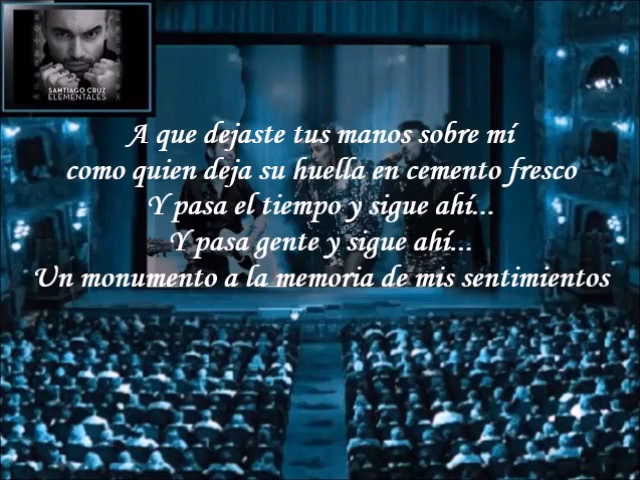 SANTIAGO CRUZ
ELEMENTALES
A que dejaste tus manos sobre mí
como quien deja su huella en cemento fresco
Y pasa el tiempo y sigue ahí...
Y pasa gente y sigue ahí...
Un monumento a la memoria de mis sentimientos